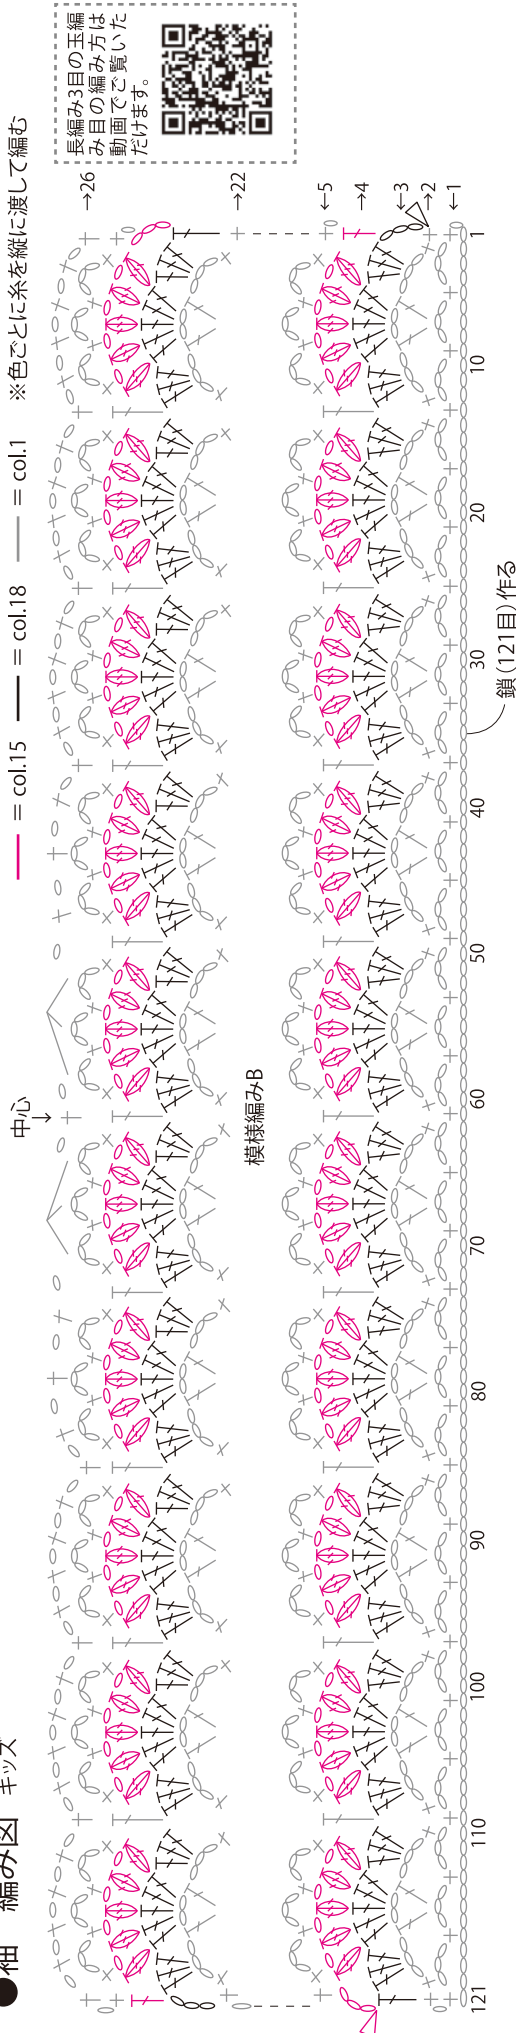 ●袖 編み図 キッズ
= col.15
= col.18
= col.1
※色ごとに糸を縦に渡して編む
中心
模様編みB
長編み3目の玉編
み目の編み方は
動画でご覧いた
だけます。
→26
→22
←5
→4
←3
→2
←1
121
110
100
90
80
70
60
50
40
30
20
10
1
鎖(121目)作る